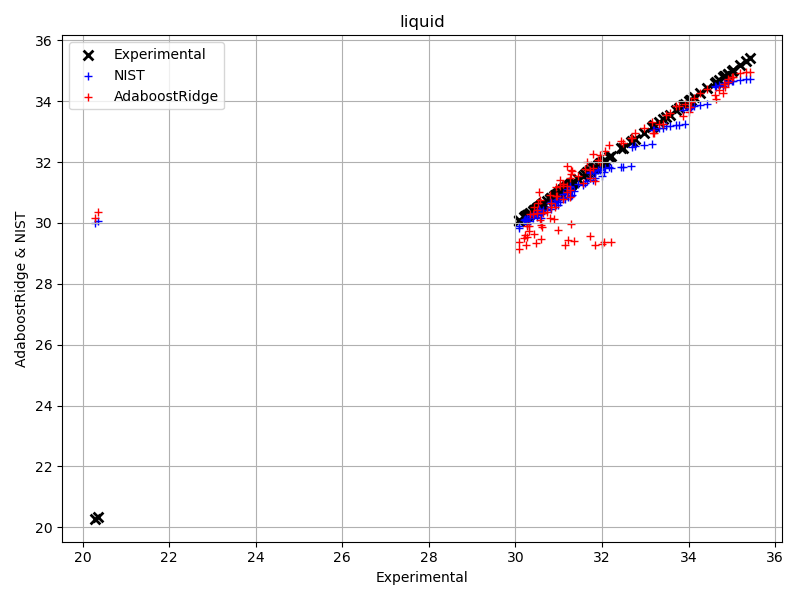 liquid
Experimental
NIST
AdaboostRidge
AdaboostRidge & NIST
36
34
32
30
28
26
24
22
20
20 22 24 26 28 30 32 34 36
Experimental